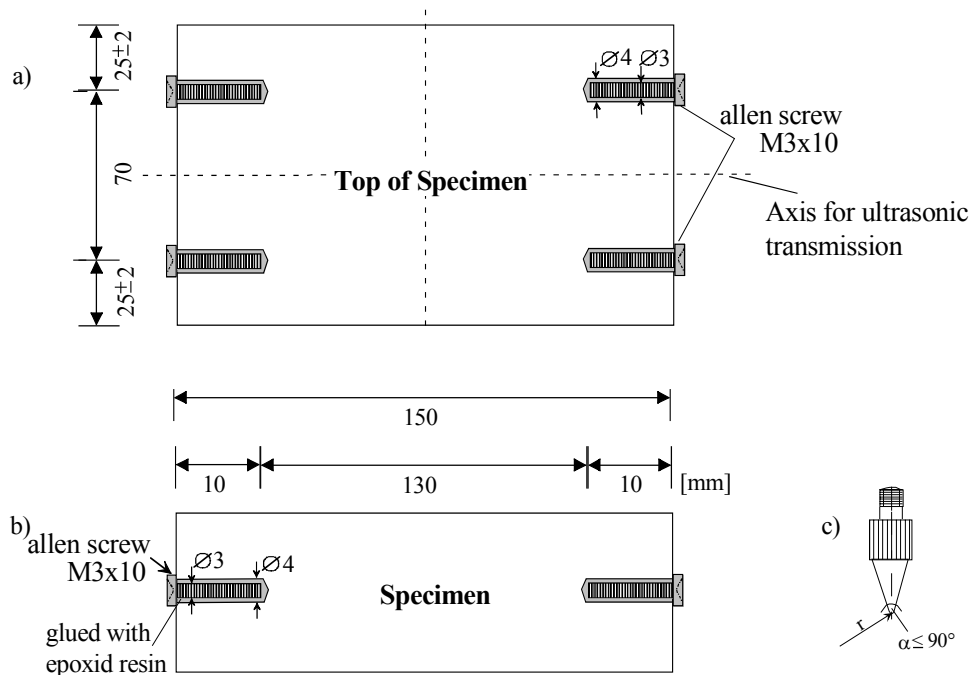 a)
25±2
70
25±2
Ø4 Ø3
allen screw
M3x10
Top of Specimen
Axis for ultrasonic
transmission
150
10
130
10
[mm]
b)
allen screw
M3x10
Ø3
Ø4
Specimen
glued with
epoxid resin
c)
r
α≤ 90°